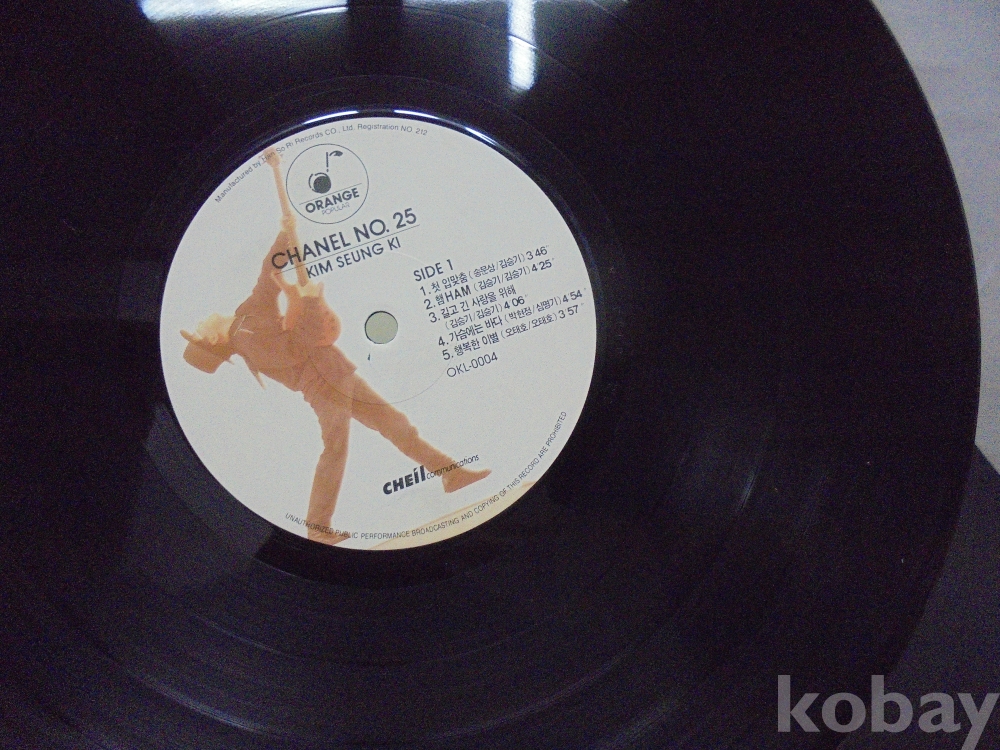 Manufactured by Han So Ri Records CO., Ltd. Registration NO. 212
ORANGE
POPULAR
CHANEL NO. 25
KIM SEUNG KI
SIDE 1
1. 첫 입맞춤 (송문상/김승기) 3'46"
2. 햄HAM (김승기/김승기) 4'25"
3. 길고 긴 사랑을 위해
(김승기/김승기) 4'06"
4. 가슴에는 바다 (박현정/심명기) 4'54"
5. 행복한 이별 (오태호/오태호) 3'57"
OKL-0004
CHEIL communications
UNAUTHORIZED PUBLIC PERFORMANCE BROADCASTING AND COPYING OF THIS RECORD ARE PROHIBITED
kobay